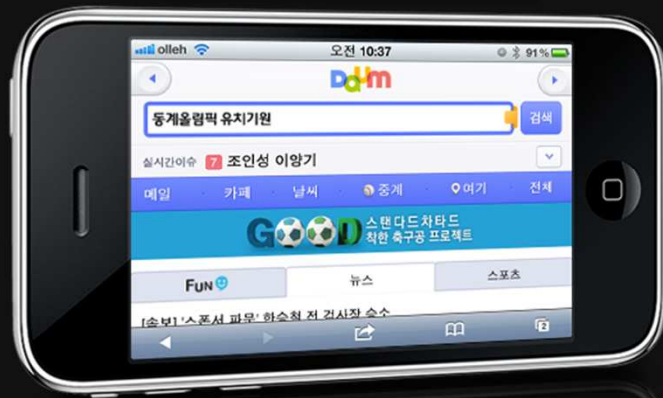 olleh 오전 10:37 91%
Daum
동계올림픽 유치기원 검색
실시간이슈 7 조인성 이앙기
메일 · 카페 · 날씨 · 중계 · 여기 · 전체
GOOD 스탠다드차타드
착한 축구공 프로젝트
FUN 뉴스 스포츠
[속보] '스폰서 파문' 한승철 전 검사장 승소
2